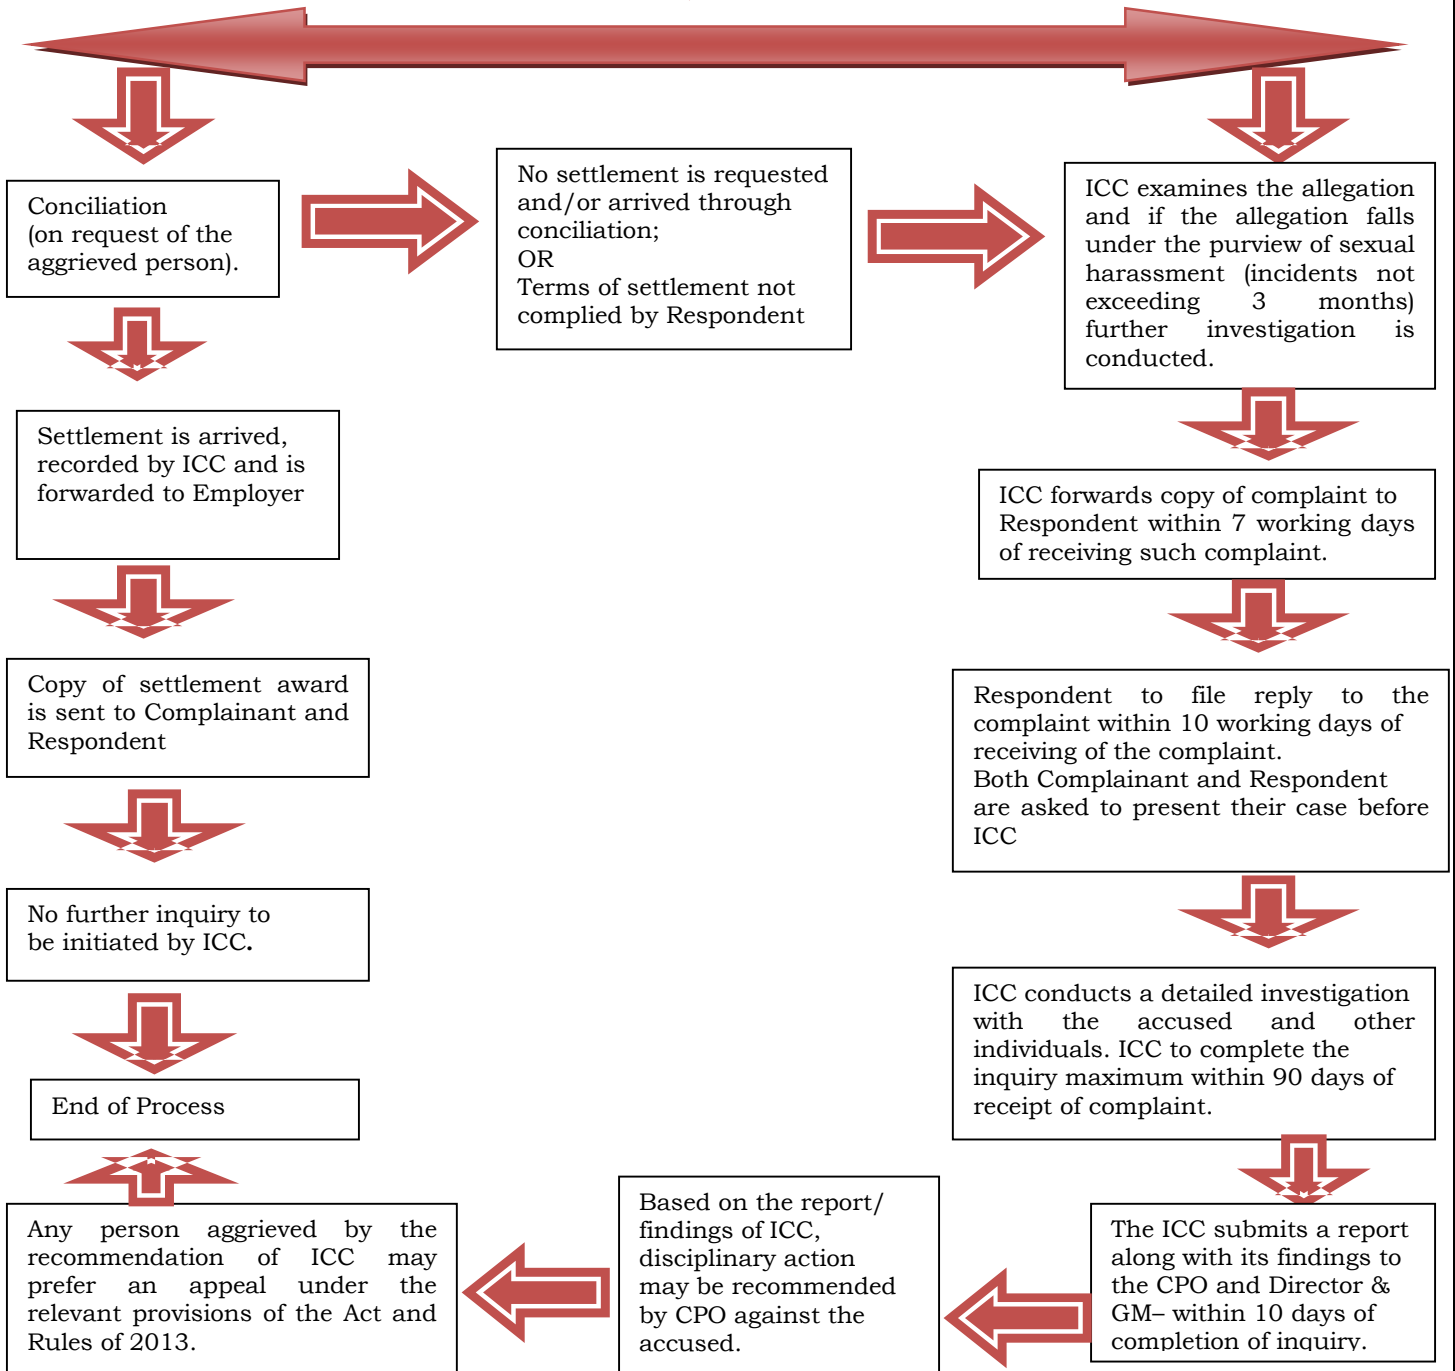 Conciliation
(on request of the
aggrieved person).
No settlement is requested
and/or arrived through
conciliation;
OR
Terms of settlement not
complied by Respondent
ICC examines the allegation
and if the allegation falls
under the purview of sexual
harassment (incidents not
exceeding 3 months)
further investigation is
conducted.
Settlement is arrived,
recorded by ICC and is
forwarded to Employer
ICC forwards copy of complaint to
Respondent within 7 working days
of receiving such complaint.
Copy of settlement award
is sent to Complainant and
Respondent
Respondent to file reply to the
complaint within 10 working days of
receiving of the complaint.
Both Complainant and Respondent
are asked to present their case before
ICC
No further inquiry to
be initiated by ICC.
ICC conducts a detailed investigation
with the accused and other
individuals. ICC to complete the
inquiry maximum within 90 days of
receipt of complaint.
End of Process
Any person aggrieved by the
recommendation of ICC may
prefer an appeal under the
relevant provisions of the Act and
Rules of 2013.
Based on the report/
findings of ICC,
disciplinary action
may be recommended
by CPO against the
accused.
The ICC submits a report
along with its findings to
the CPO and Director &
GM– within 10 days of
completion of inquiry.